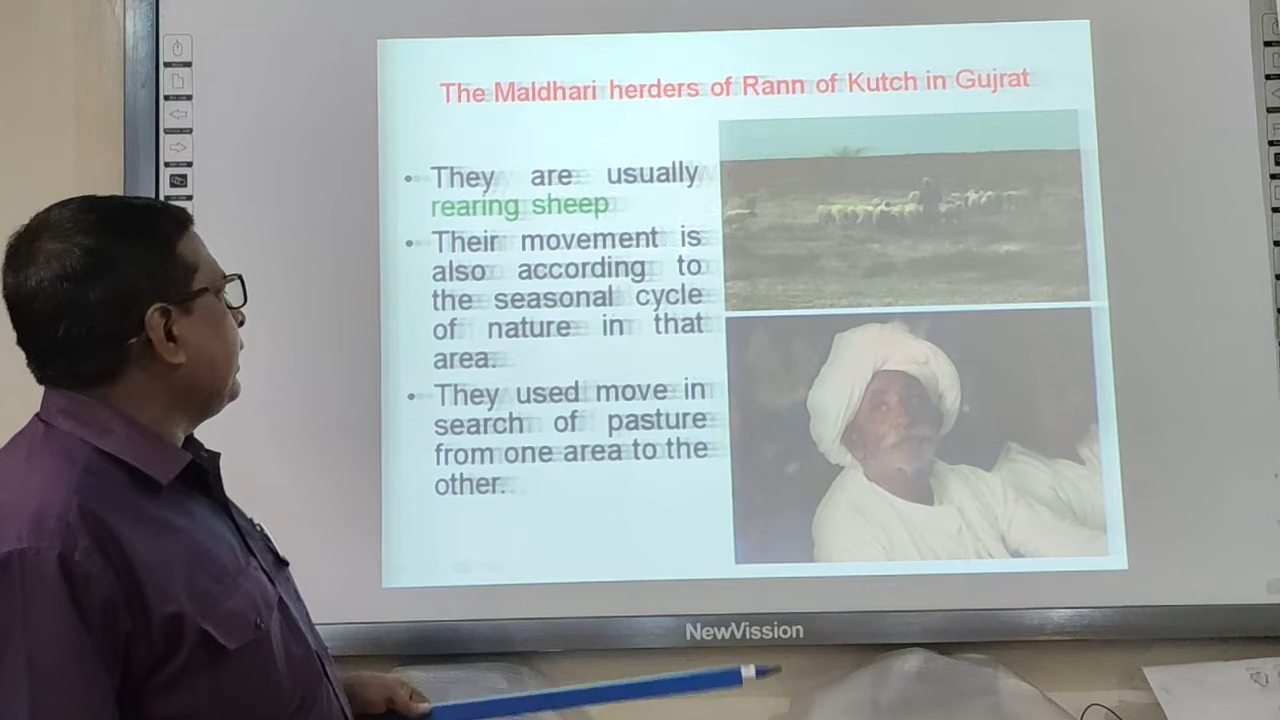 The Maldhari herders of Rann of Kutch in Gujrat
• They are usually
rearing sheep
• Their movement is
also according to
the seasonal cycle
of nature in that
area.
• They used move in
search of pasture
from one area to the
other.
NewVission